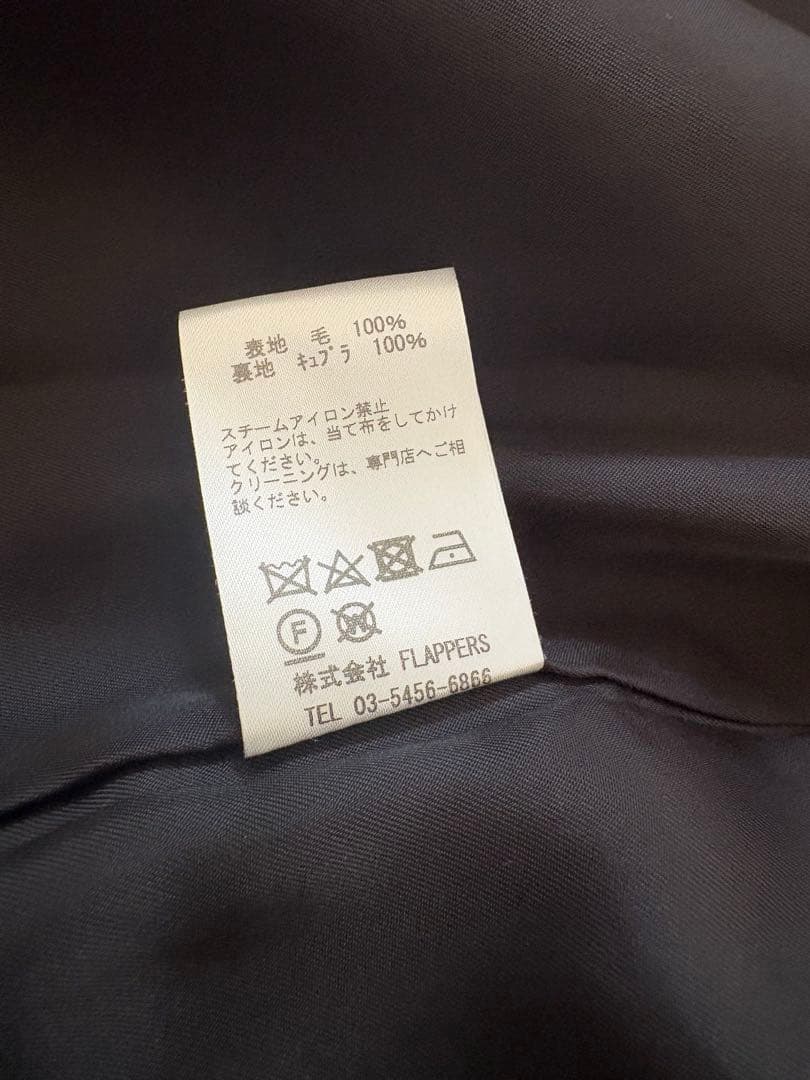 表地 毛 100%
裏地 キュプラ 100%
スチームアイロン禁止
アイロンは、当て布をしてかけ
てください。
クリーニングは、専門店へご相
談ください。
F
W
株式会社 FLAPPERS
TEL 03-5456-6866